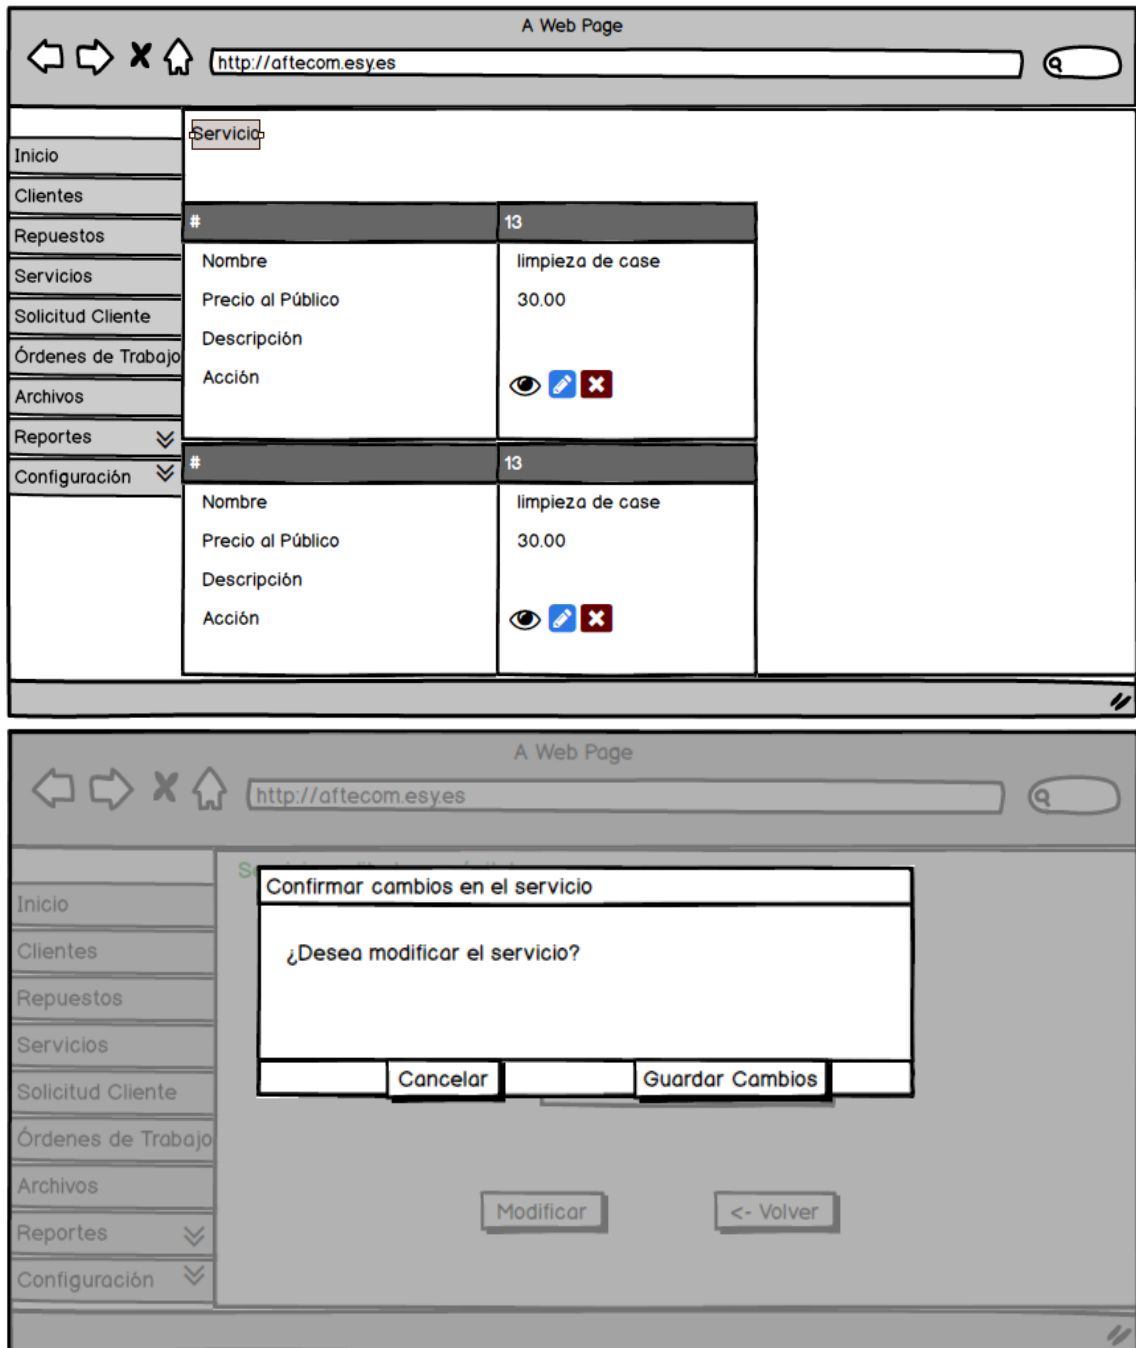 A Web Page
http://aftecom.esy.es
Servicio
Inicio
Clientes
Repuestos
Servicios
Solicitud Cliente
Órdenes de Trabajo
Archivos
Reportes
Configuración
# 13
Nombre limpieza de case
Precio al Público 30.00
Descripción
Acción
# 13
Nombre limpieza de case
Precio al Público 30.00
Descripción
Acción
A Web Page
http://aftecom.esy.es
Inicio
Clientes
Repuestos
Servicios
Solicitud Cliente
Órdenes de Trabajo
Archivos
Reportes
Configuración
Confirmar cambios en el servicio
¿Desea modificar el servicio?
Cancelar Guardar Cambios
Modificar <- Volver